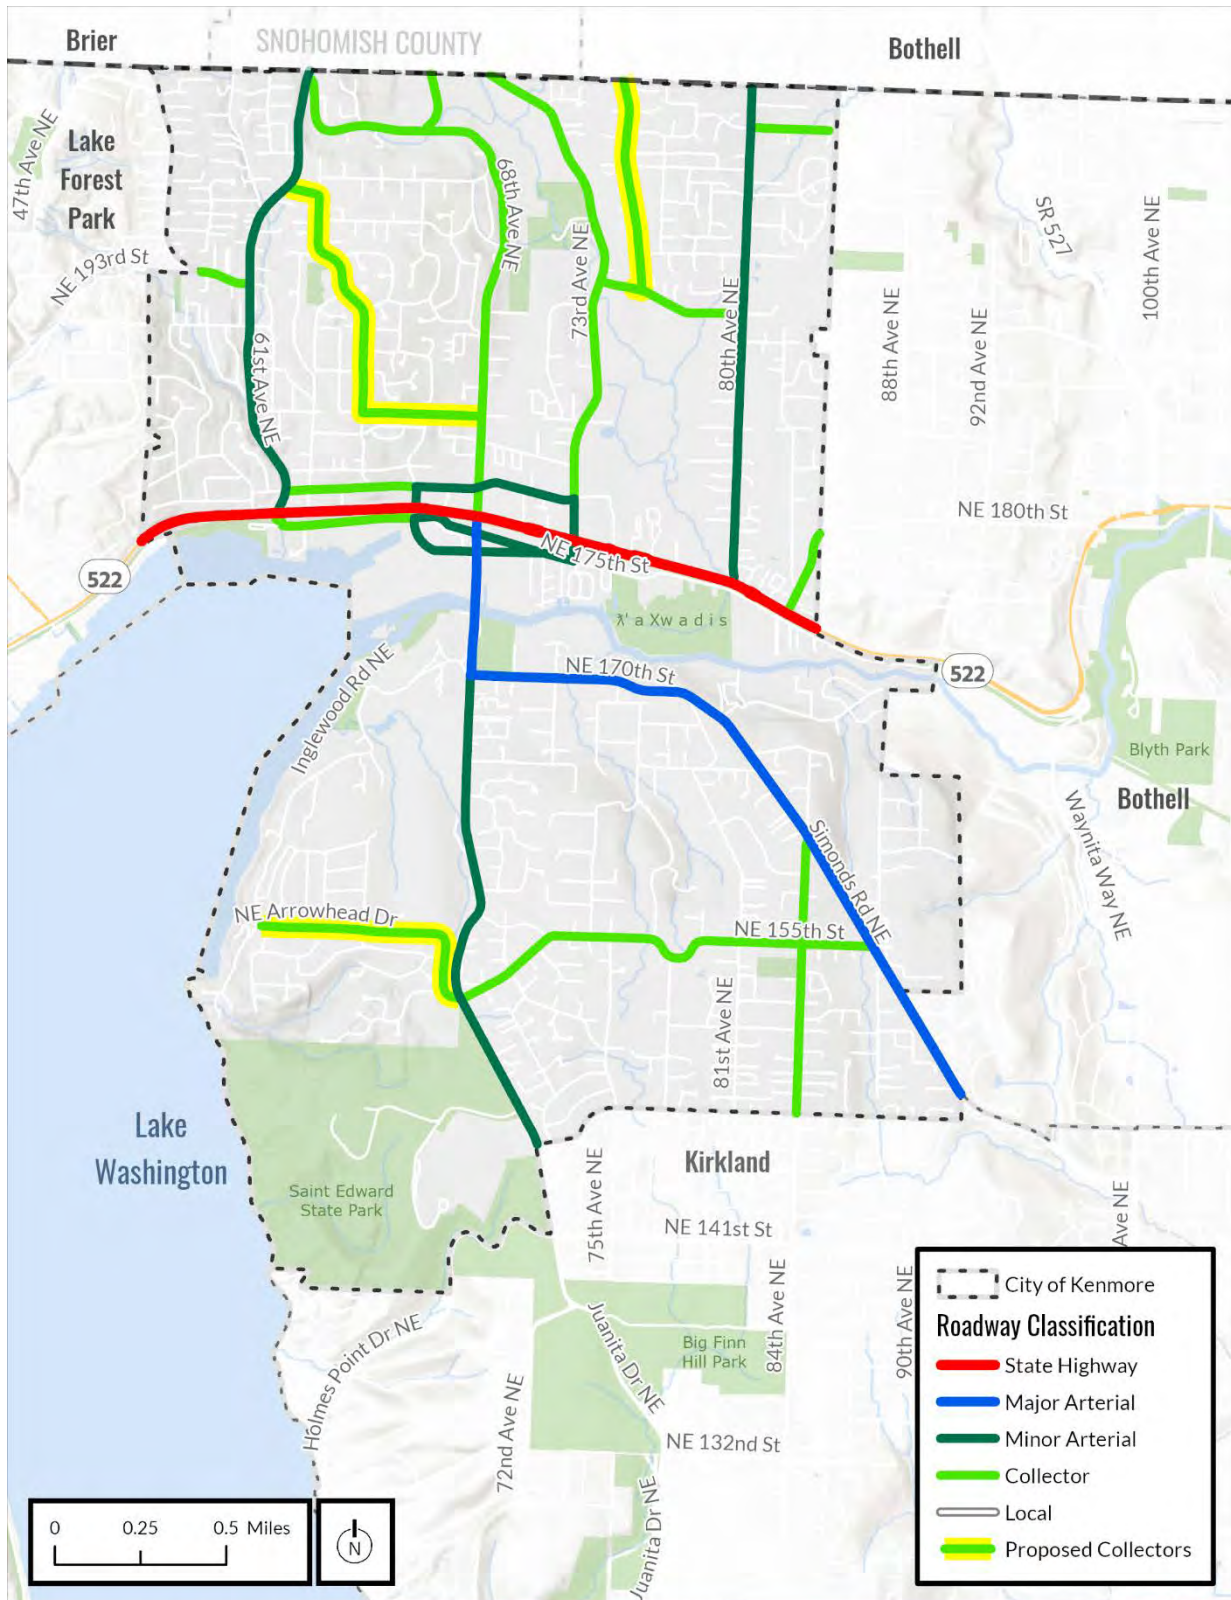 Brier
SNOHOMISH COUNTY
Bothell
47th Ave NE
Lake
Forest
Park
68th Ave NE
SR 527
100th Ave NE
NE 193rd St
73rd Ave NE
80th Ave NE
88th Ave NE
92nd Ave NE
61st Ave NE
NE 180th St
NE 175th St
522
ƛ' a Xw a d i s
Inglewood Rd NE
NE 170th St
522
Blyth Park
Bothell
Waynita Way NE
Simonds Rd NE
NE Arrowhead Dr
NE 155th St
81st Ave NE
Lake
Washington
Kirkland
Saint Edward
State Park
75th Ave NE
NE 141st St
Ave NE
Holmes Point Dr NE
Juanita Dr NE
Big Finn
Hill Park
84th Ave NE
90th Ave NE
72nd Ave NE
NE 132nd St
Juanita Dr NE
City of Kenmore
Roadway Classification
State Highway
Major Arterial
Minor Arterial
Collector
Local
Proposed Collectors
0 0.25 0.5 Miles
N